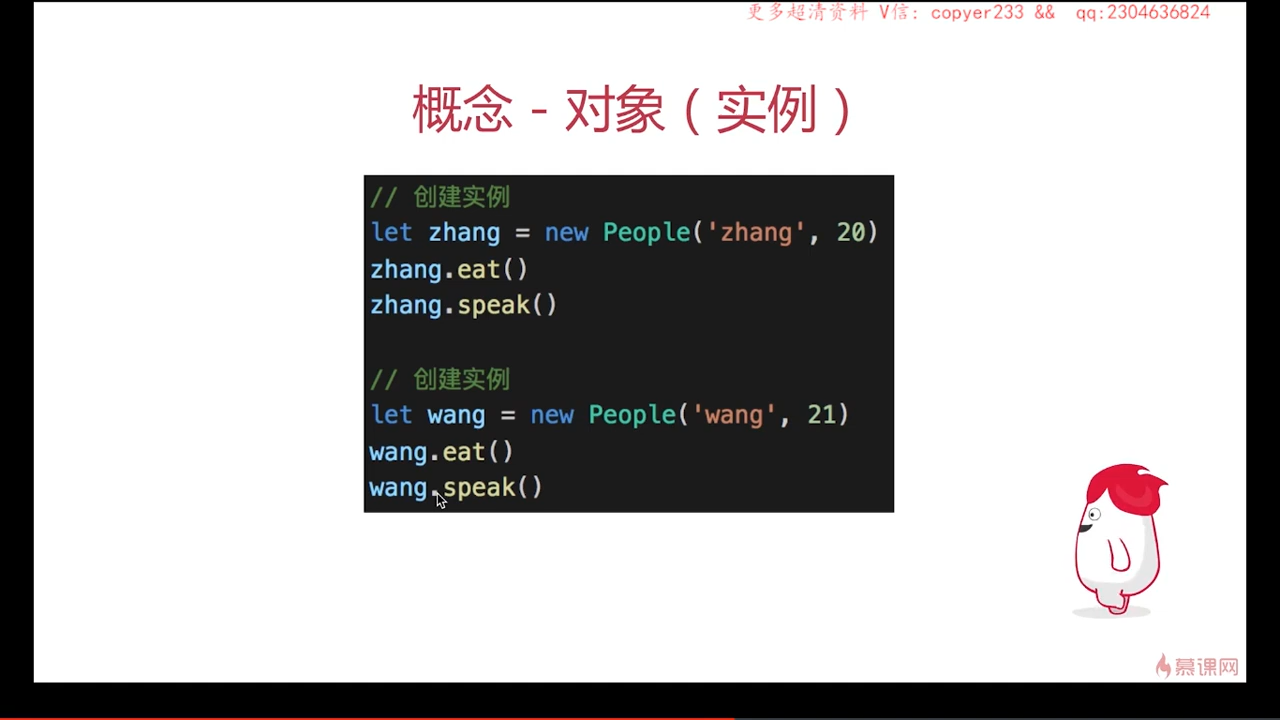 更多超清资料 V信: copyer233 &&  qq:2304636824
概念 - 对象（实例）
// 创建实例
let zhang = new People('zhang', 20)
zhang.eat()
zhang.speak()
// 创建实例
let wang = new People('wang', 21)
wang.eat()
wang.speak()
慕课网